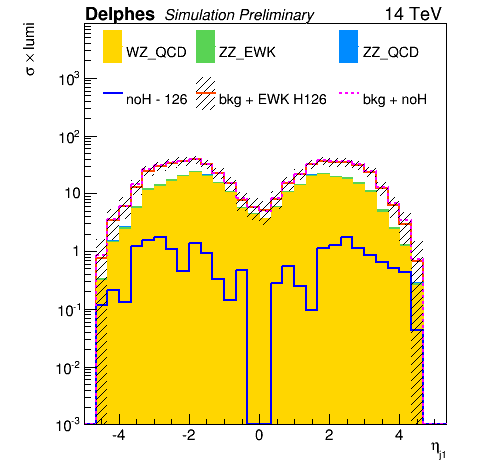 Delphes Simulation Preliminary 14 TeV
σ × lumi
WZ_QCD ZZ_EWK ZZ_QCD
noH - 126 bkg + EWK H126 bkg + noH
10³
10²
10
1
10⁻¹
10⁻²
10⁻³
-4 -2 0 2 4
η_j1